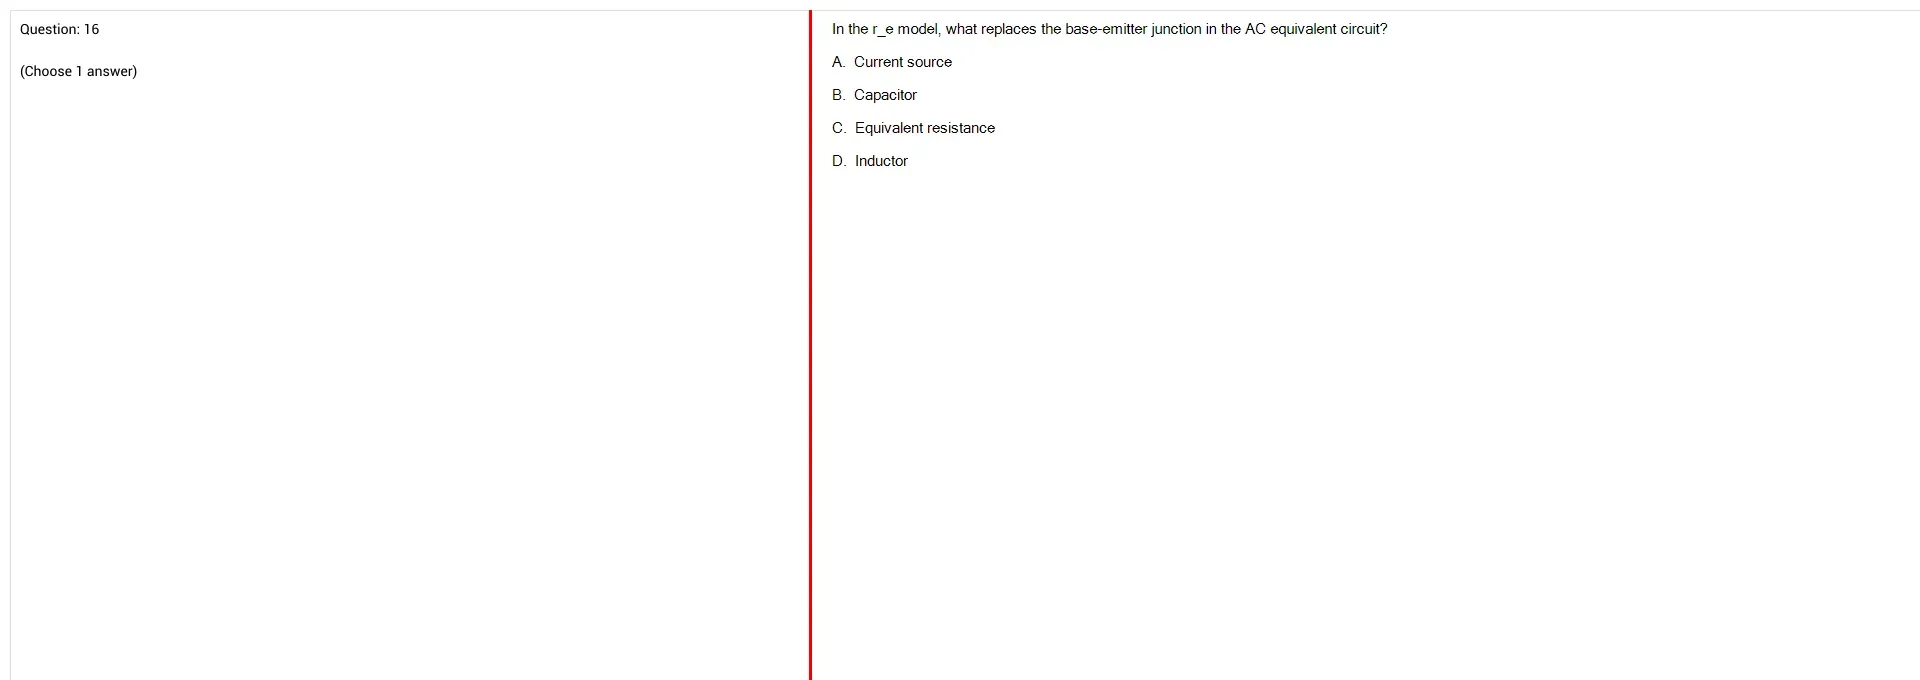 Question: 16
(Choose 1 answer)
In the r_e model, what replaces the base-emitter junction in the AC equivalent circuit?
A. Current source
B. Capacitor
C. Equivalent resistance
D. Inductor